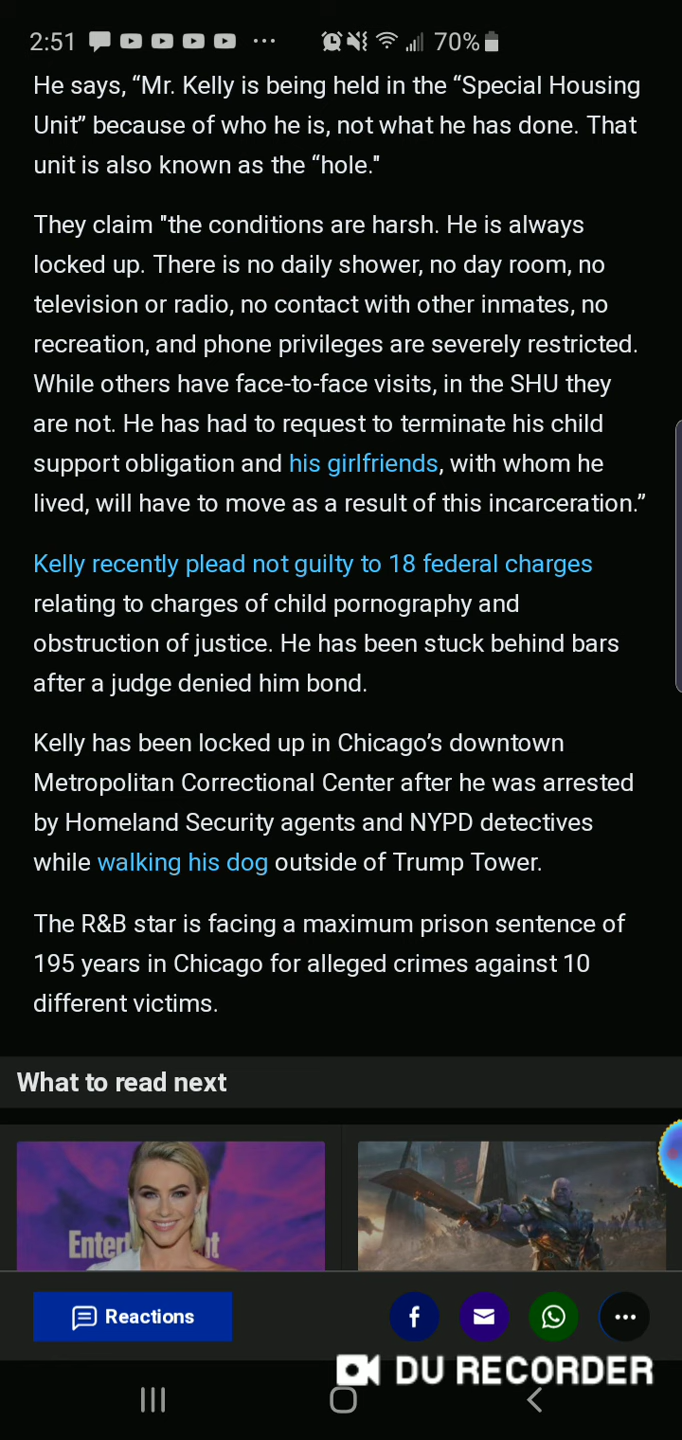 2:51 70%
He says, “Mr. Kelly is being held in the “Special Housing
Unit” because of who he is, not what he has done. That
unit is also known as the “hole."
They claim "the conditions are harsh. He is always
locked up. There is no daily shower, no day room, no
television or radio, no contact with other inmates, no
recreation, and phone privileges are severely restricted.
While others have face-to-face visits, in the SHU they
are not. He has had to request to terminate his child
support obligation and his girlfriends, with whom he
lived, will have to move as a result of this incarceration.”
Kelly recently plead not guilty to 18 federal charges
relating to charges of child pornography and
obstruction of justice. He has been stuck behind bars
after a judge denied him bond.
Kelly has been locked up in Chicago’s downtown
Metropolitan Correctional Center after he was arrested
by Homeland Security agents and NYPD detectives
while walking his dog outside of Trump Tower.
The R&B star is facing a maximum prison sentence of
195 years in Chicago for alleged crimes against 10
different victims.
What to read next
Reactions
DU RECORDER